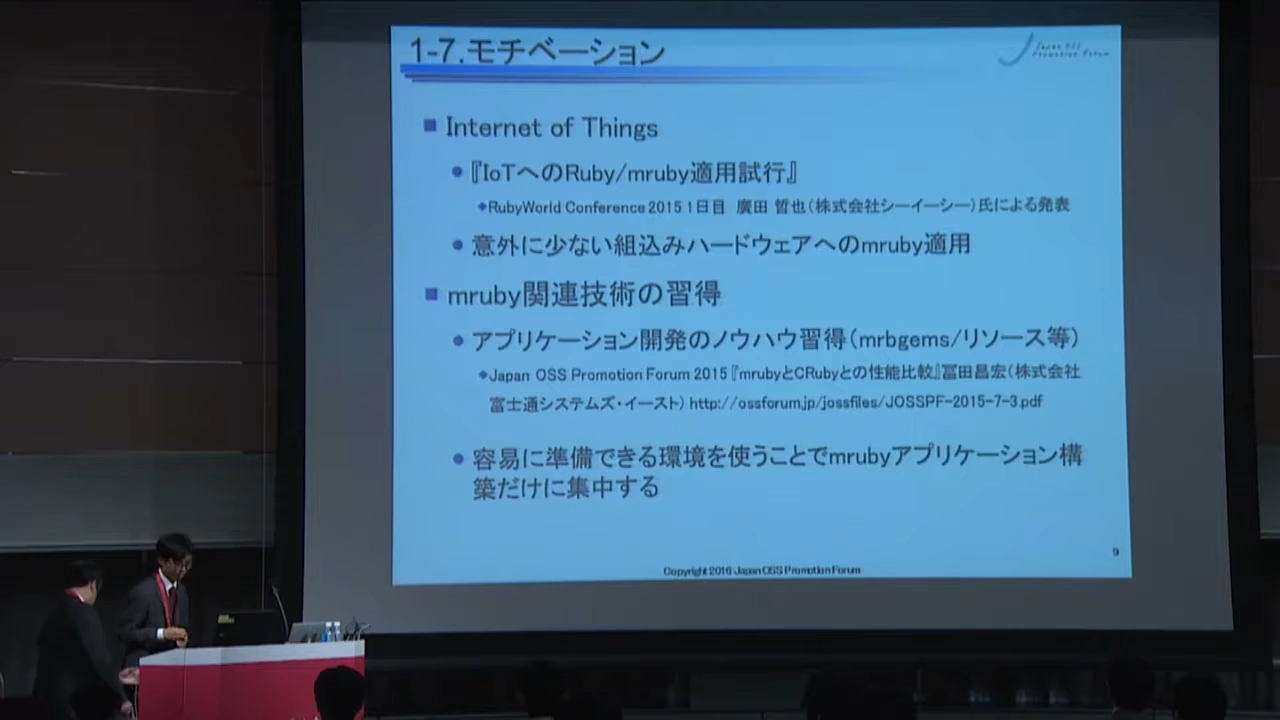 1-7.モチベーション
Japan OSS
Promotion Forum
Internet of Things
『IoTへのRuby/mruby適用試行』
RubyWorld Conference 2015 1日目 廣田 哲也(株式会社シーイーシー)氏による発表
意外に少ない組込みハードウェアへのmruby適用
mruby関連技術の習得
アプリケーション開発のノウハウ習得(mrbgems/リソース等)
Japan OSS Promotion Forum 2015 『mrubyとCRubyとの性能比較』冨田昌宏(株式会社
富士通システムズ・イースト) http://ossforum.jp/jossfiles/JOSSPF-2015-7-3.pdf
容易に準備できる環境を使うことでmrubyアプリケーション構
築だけに集中する
9
Copyright 2016 Japan OSS Promotion Forum